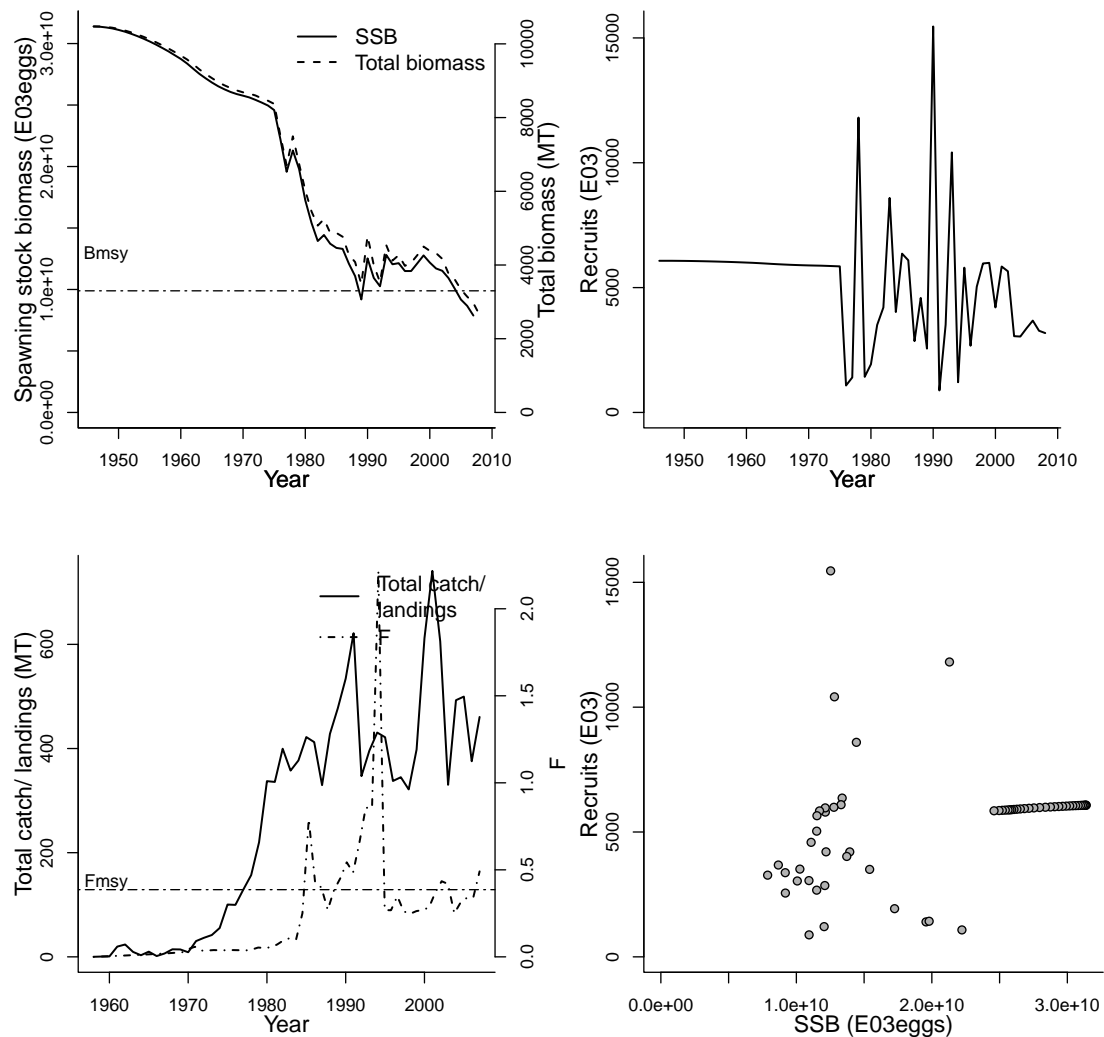 Spawning stock biomass (E03eggs)
0.0e+00
1.0e+10
2.0e+10
3.0e+10
SSB
Total biomass
Bmsy
0
2000
4000
6000
8000
10000
Total biomass (MT)
1950 1960 1970 1980 1990 2000 2010
Year
Recruits (E03)
0
5000
10000
15000
1950 1960 1970 1980 1990 2000 2010
Year
Total catch/ landings (MT)
0
200
400
600
Total catch/
landings
F
Fmsy
0.0
0.5
1.0
1.5
2.0
F
1960 1970 1980 1990 2000
Year
Recruits (E03)
0
5000
10000
15000
0.0e+00 1.0e+10 2.0e+10 3.0e+10
SSB (E03eggs)